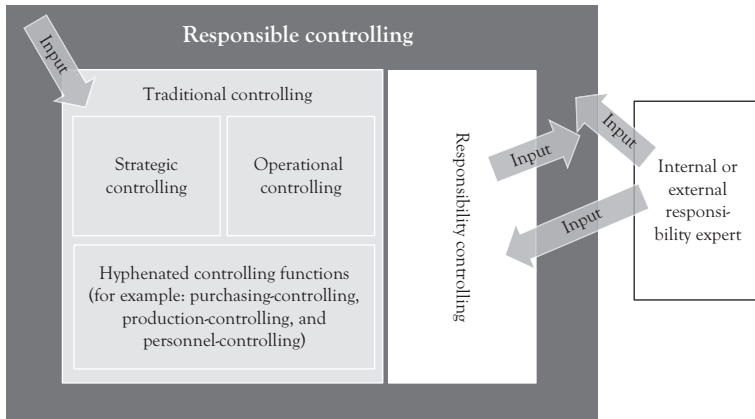 Responsible controlling
Input
Traditional controlling
Strategic
controlling
Operational
controlling
Hyphenated controlling functions
(for example: purchasing-controlling,
production-controlling, and
personnel-controlling)
Responsibility controlling
Input
Input
Input
Internal or
external
responsi-
bility expert